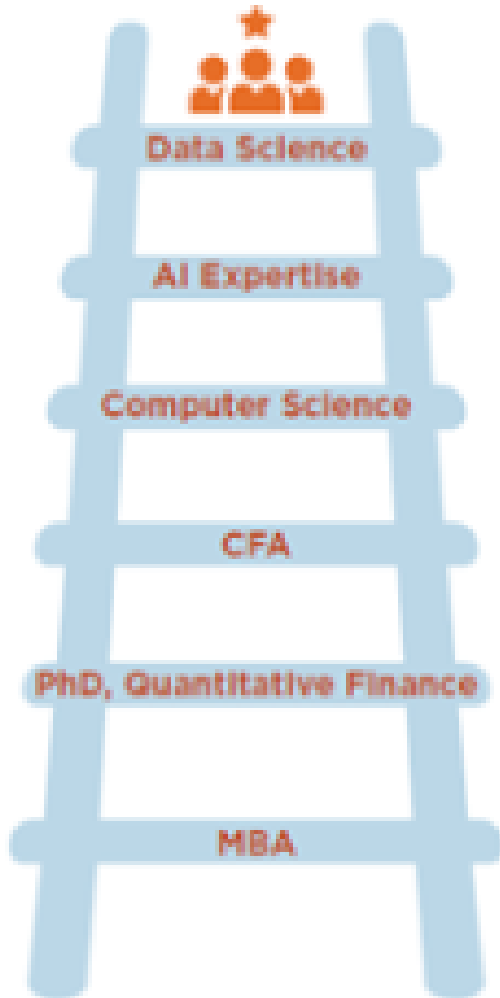 Data Science
AI Expertise
Computer Science
CFA
PhD, Quantitative Finance
MBA